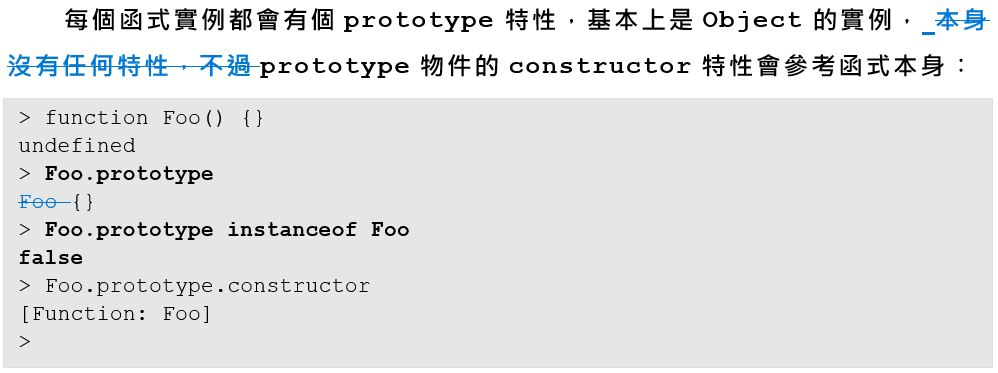 每個函式實例都會有個 prototype 特性，基本上是 Object 的實例， 本身
沒有任何特性，不過 prototype 物件的 constructor 特性會參考函式本身：
> function Foo() {}
undefined
> Foo.prototype
Foo {}
> Foo.prototype instanceof Foo
false
> Foo.prototype.constructor
[Function: Foo]
>